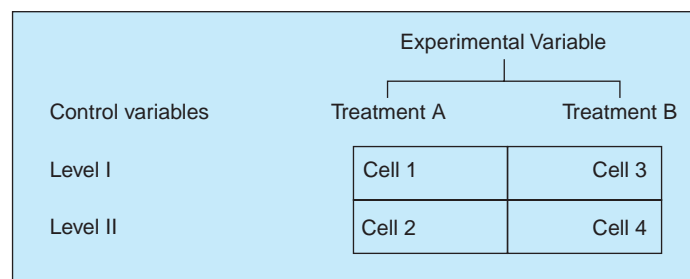 Experimental Variable
Control variables Treatment A Treatment B
Level I Cell 1 Cell 3
Level II Cell 2 Cell 4